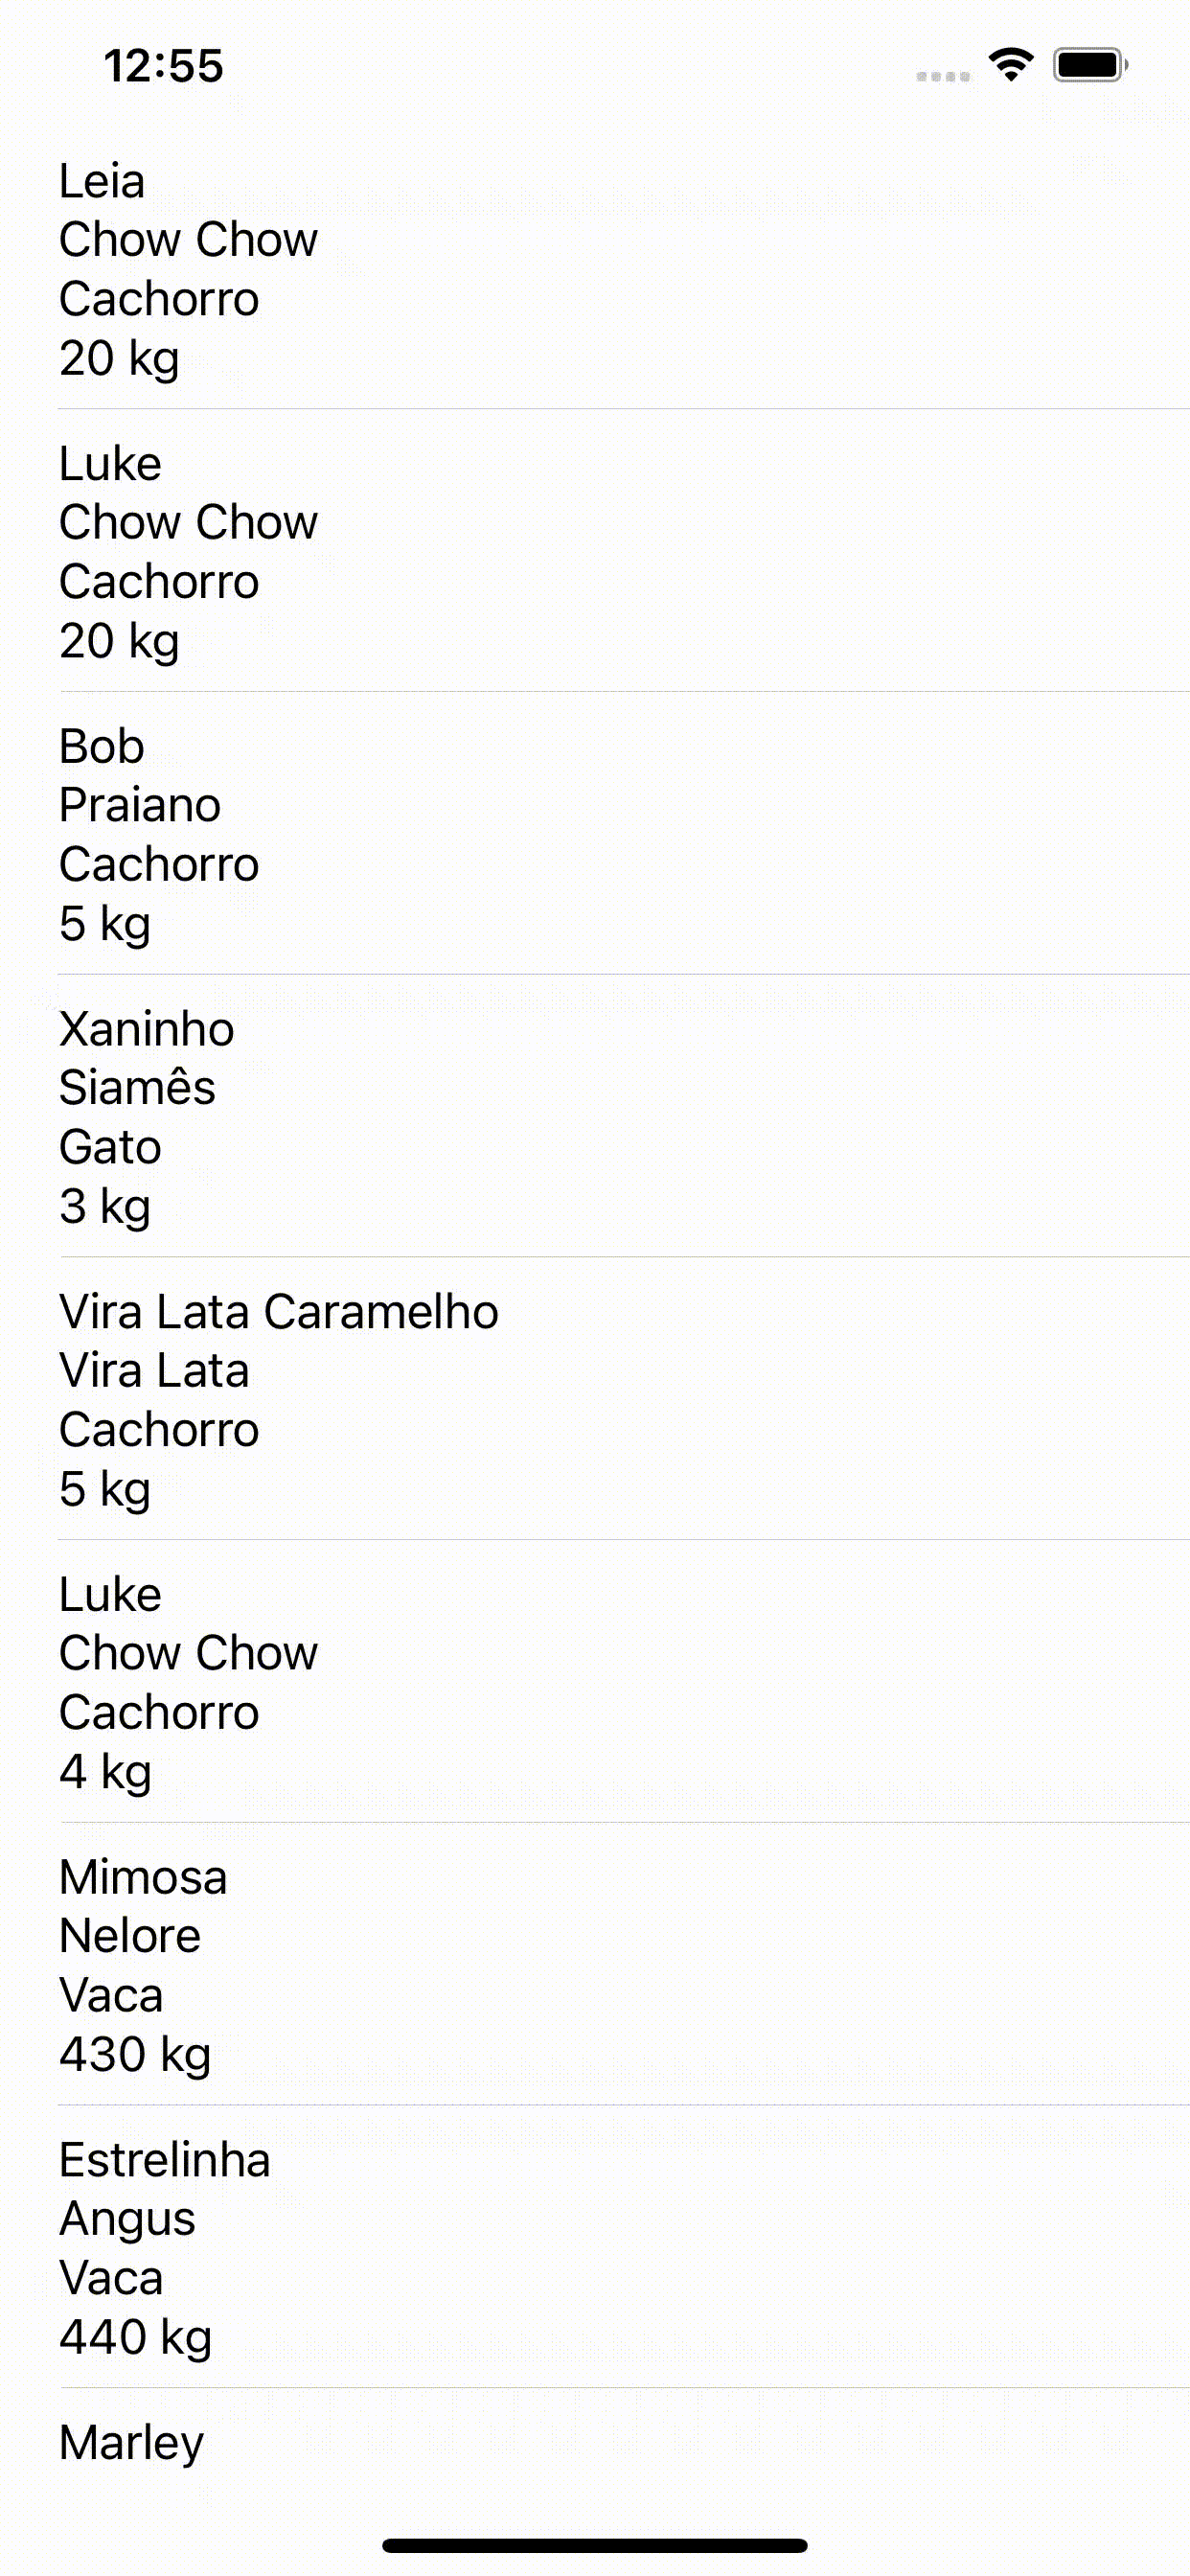 12:55
Leia
Chow Chow
Cachorro
20 kg
Luke
Chow Chow
Cachorro
20 kg
Bob
Praiano
Cachorro
5 kg
Xaninho
Siamês
Gato
3 kg
Vira Lata Caramelho
Vira Lata
Cachorro
5 kg
Luke
Chow Chow
Cachorro
4 kg
Mimosa
Nelore
Vaca
430 kg
Estrelinha
Angus
Vaca
440 kg
Marley